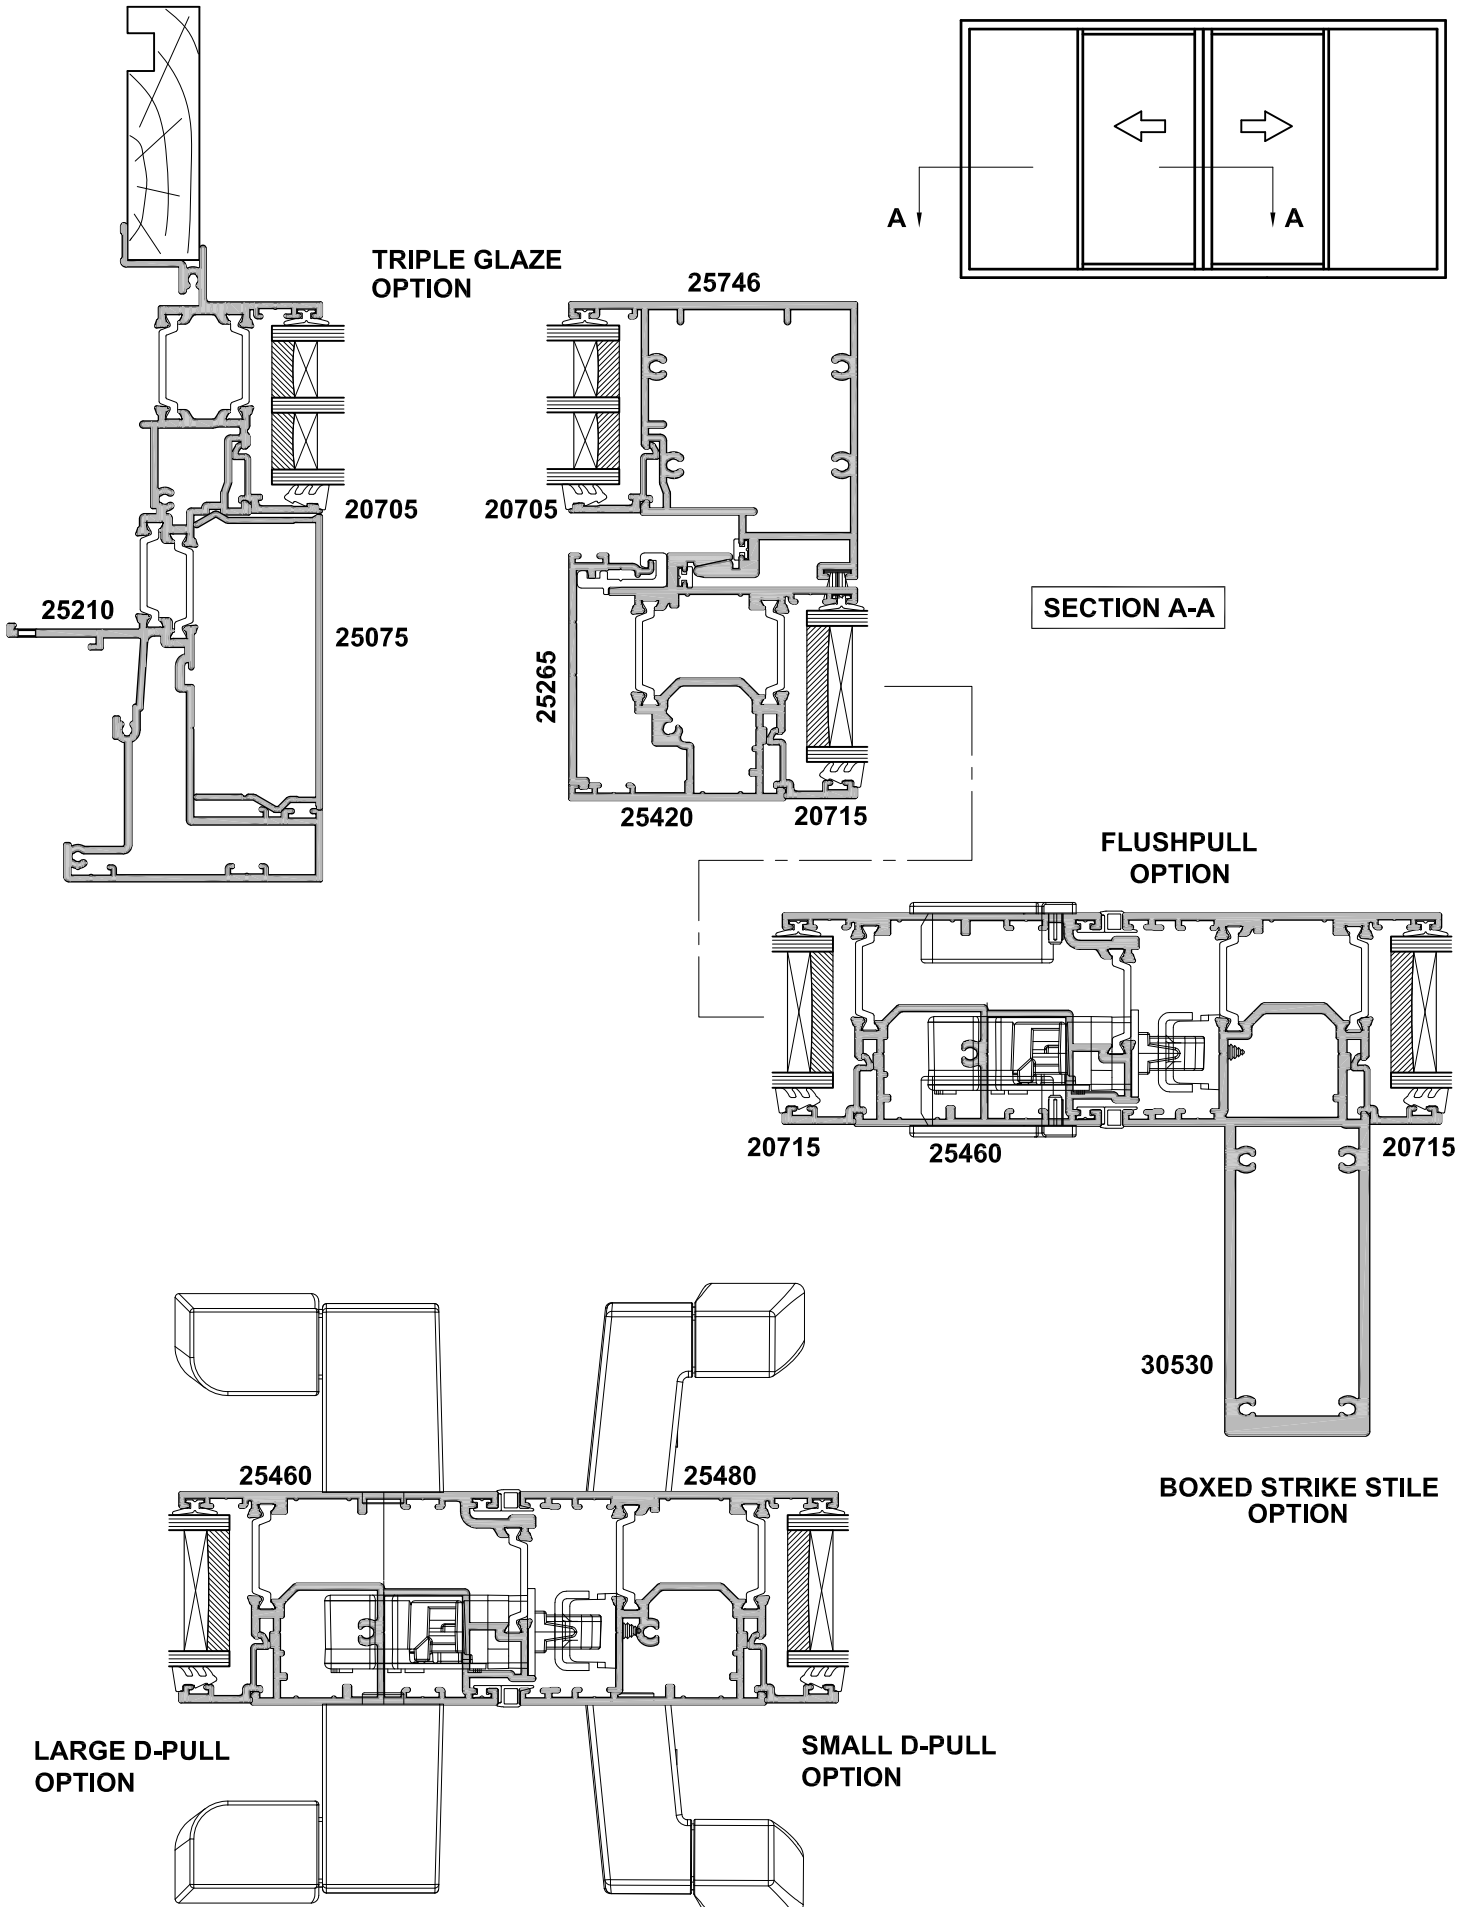 A
A
TRIPLE GLAZE
OPTION
25746
20705
20705
25210
25075
SECTION A-A
25265
25420
20715
FLUSHPULL
OPTION
20715
25460
20715
30530
BOXED STRIKE STILE
OPTION
25460
25480
LARGE D-PULL
OPTION
SMALL D-PULL
OPTION